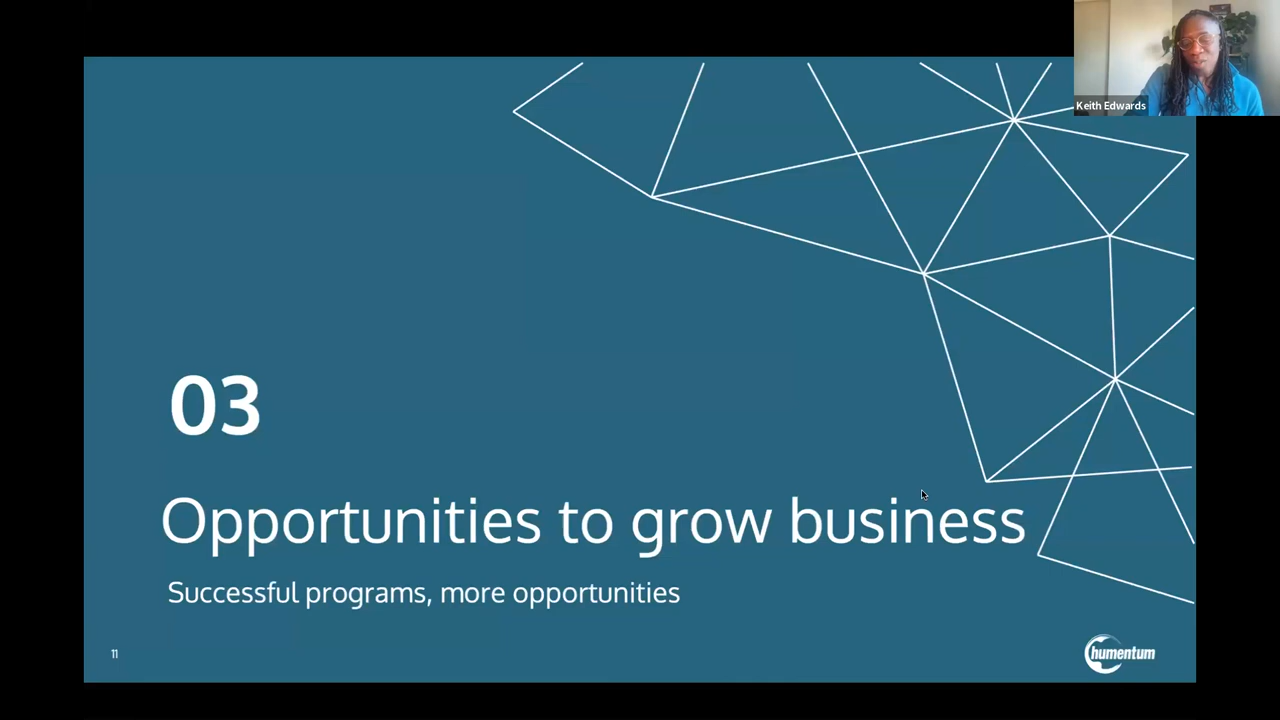 Keith Edwards
03
Opportunities to grow business
Successful programs, more opportunities
11
humentum